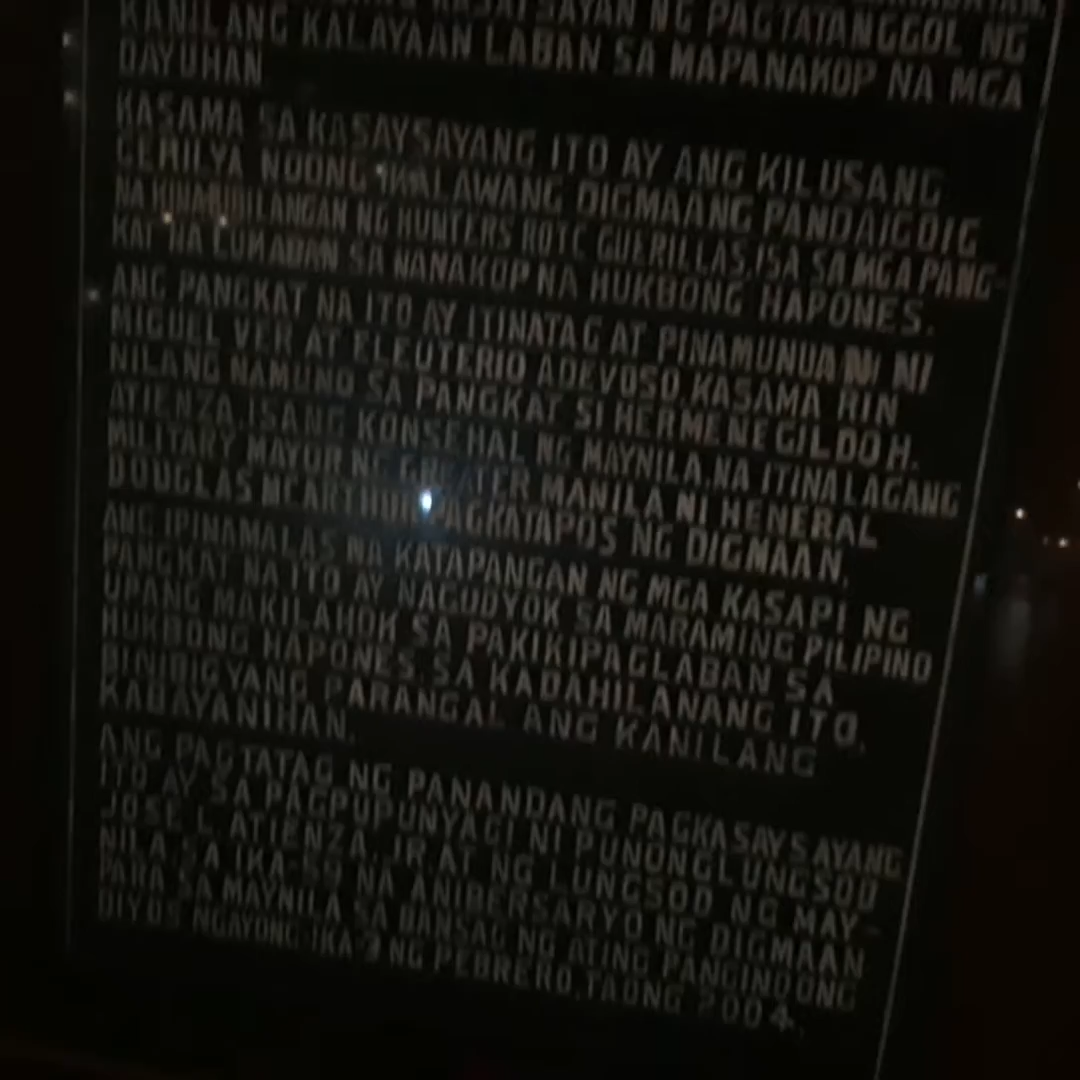 KASAYSAYAN NG PAGTATANGGOL NG
KANILANG KALAYAAN LABAN SA MAPANAKOP NA MGA
DAYUHAN
KASAMA SA KASAYSAYANG ITO AY ANG KILUSANG
GERILYA NOONG IKALAWANG DIGMAANG PANDAIGDIG
NA KINABIBILANGAN NG HUNTERS ROTC GUERILLAS, ISA SA MGA PANG-
KAT NA LUMABAN SA NANAKOP NA HUKBONG HAPONES.
ANG PANGKAT NA ITO AY ITINATAG AT PINAMUNUAN NI
MIGUEL VER AT ELEUTERIO ADEVOSO KASAMA RIN
NILANG NAMUNO SA PANGKAT SI HERMENEGILDO H.
ATIENZA, ISANG KONSEHAL NG MAYNILA, NA ITINALAGANG
MILITARY MAYOR NG GREATER MANILA NI HENERAL
DOUGLAS MCARTHUR PAGKATAPOS NG DIGMAAN.
ANG IPINAMALAS NA KATAPANGAN NG MGA KASAPI NG
PANGKAT NA ITO AY NAGUDYOK SA MARAMING PILIPINO
UPANG MAKILAHOK SA PAKIKIPAGLABAN SA
HUKBONG HAPONES. SA KADAHILANANG ITO,
BINIBIGYANG PARANGAL ANG KANILANG
KABAYANIHAN.
ANG PAGTATAG NG PANANDANG PAGKASAYSAYANG
ITO AY SA PAGPUPUNYAGI NI PUNONGLUNGSOD
JOSE L. ATIENZA, JR AT NG LUNGSOD NG MAY-
NILA SA IKA-59 NA ANIBERSARYO NG DIGMAAN
PARA SA MAYNILA SA BANSAG NG ATING PANGINOONG
DIYOS NGAYONG IKA-3 NG PEBRERO, TAONG 2004.